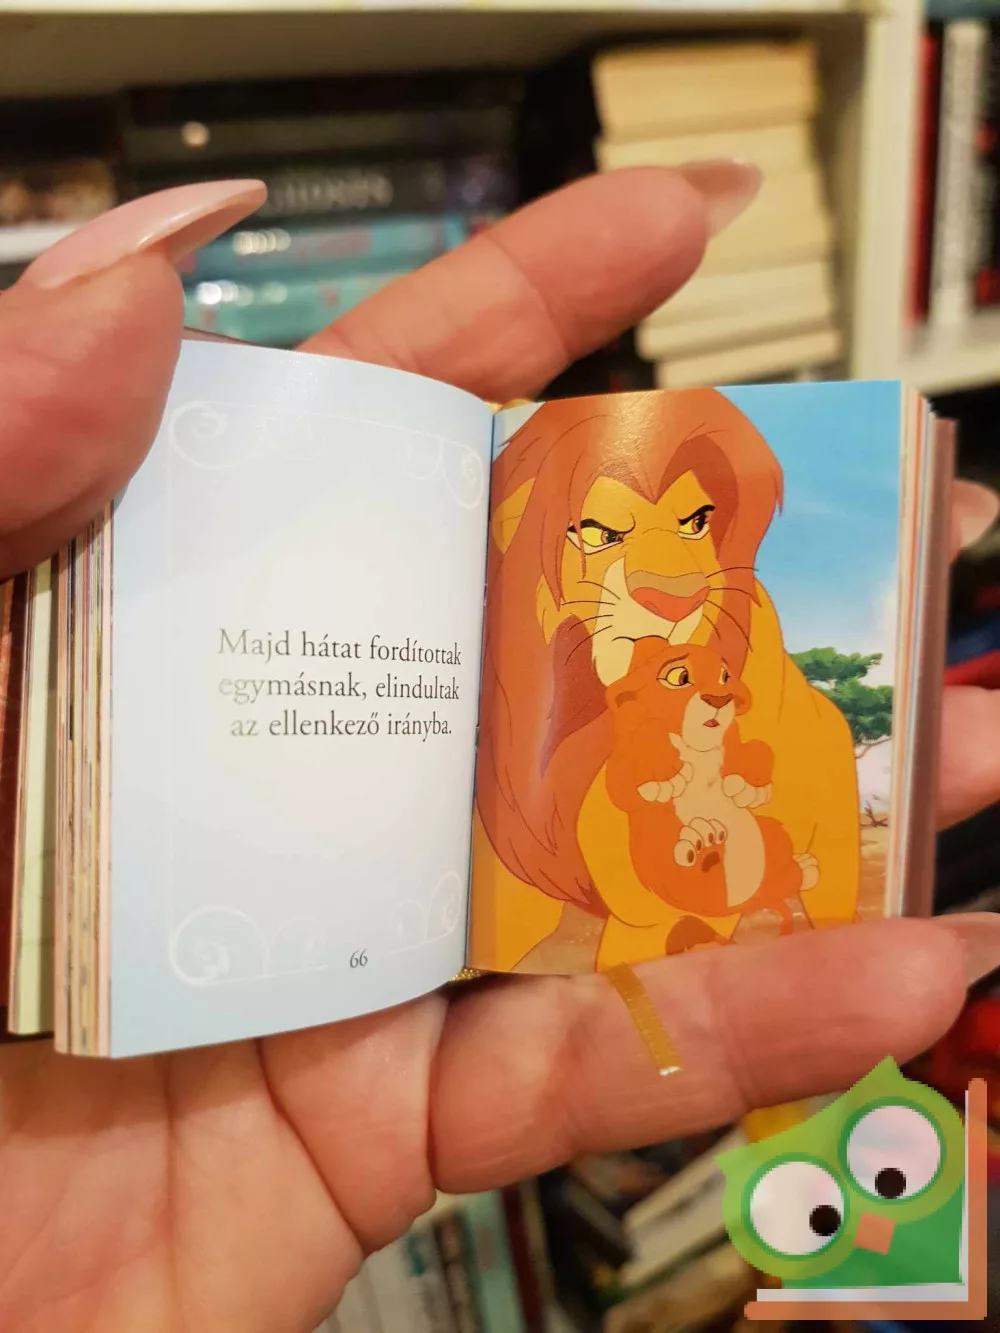 Majd hátat fordítottak
egymásnak, elindultak
az ellenkező irányba.
66